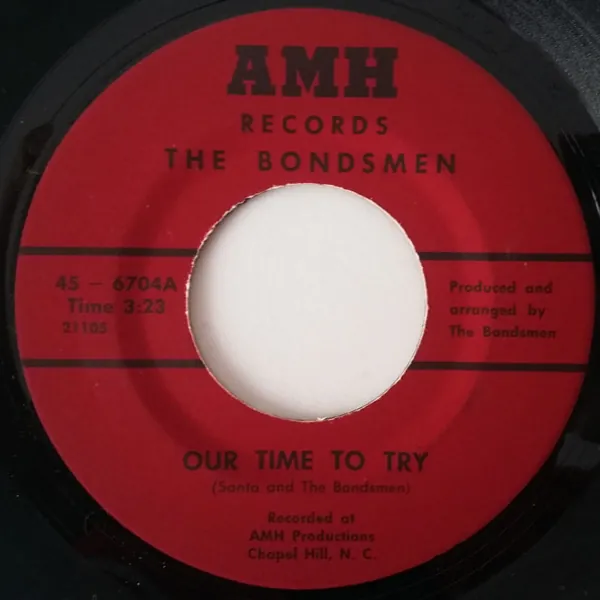 AMH
RECORDS
THE BONDSMEN
45 - 6704A
Time 3:23
21105
Produced and
arranged by
The Bondsmen
OUR TIME TO TRY
(Santa and The Bondsmen)
Recorded at
AMH Productions
Chapel Hill, N. C.